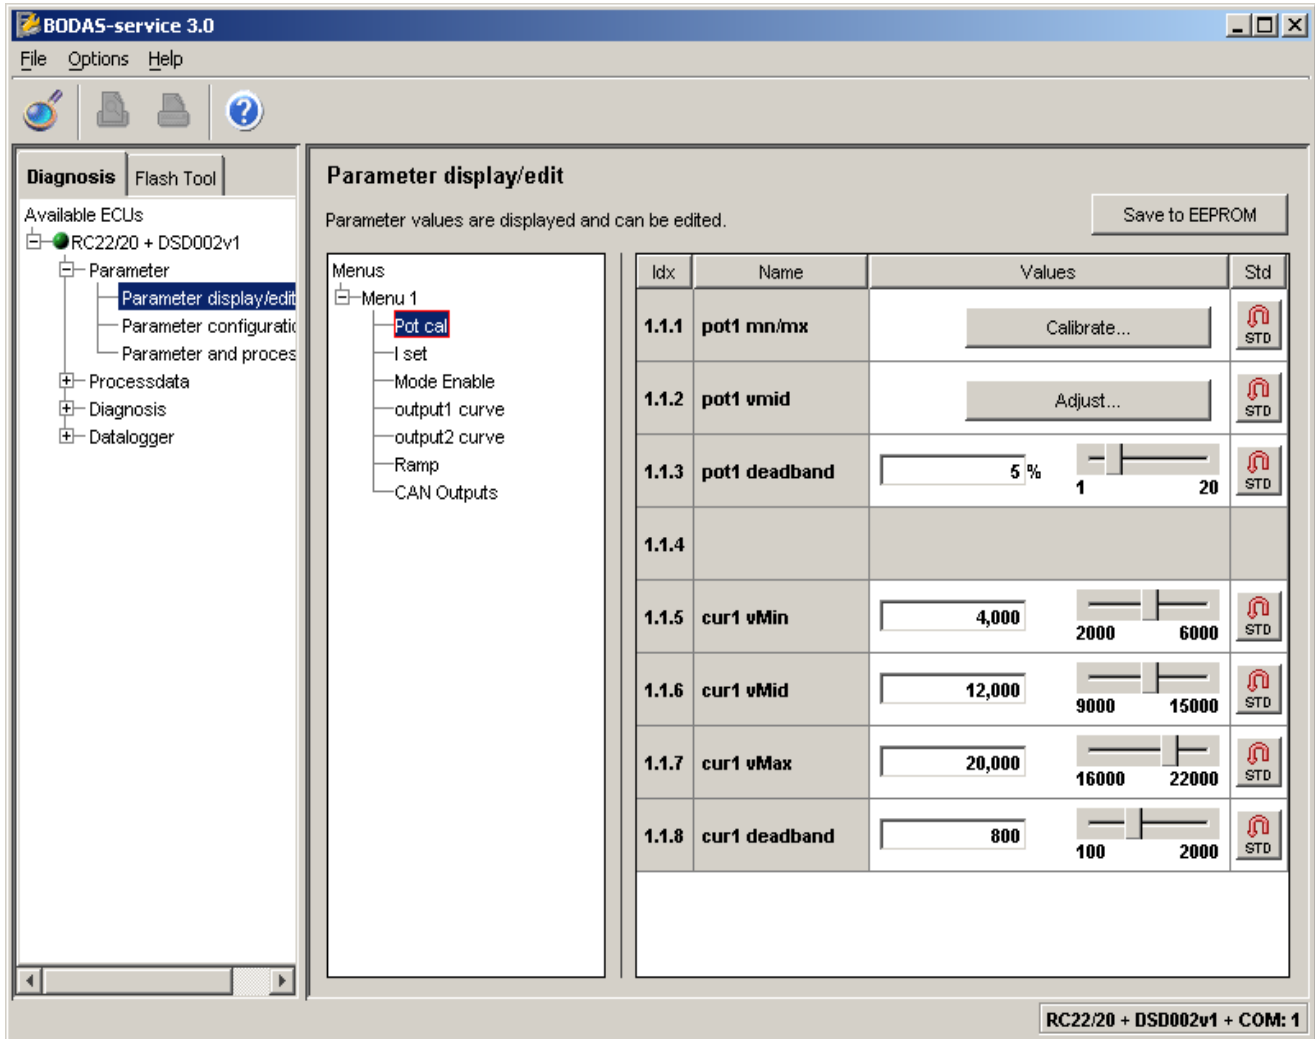 BODAS-service 3.0
File Options Help
Diagnosis Flash Tool
Available ECUs
RC22/20 + DSD002v1
Parameter
Parameter display/edit
Parameter configuratio
Parameter and proces
Processdata
Diagnosis
Datalogger
Parameter display/edit
Parameter values are displayed and can be edited.
Save to EEPROM
Menus
Menu 1
Pot cal
I set
Mode Enable
output1 curve
output2 curve
Ramp
CAN Outputs
Idx Name Values Std
1.1.1 pot1 mn/mx Calibrate... STD
1.1.2 pot1 vmid Adjust... STD
1.1.3 pot1 deadband 5 % 1 20 STD
1.1.4
1.1.5 cur1 vMin 4,000 2000 6000 STD
1.1.6 cur1 vMid 12,000 9000 15000 STD
1.1.7 cur1 vMax 20,000 16000 22000 STD
1.1.8 cur1 deadband 800 100 2000 STD
RC22/20 + DSD002v1 + COM: 1